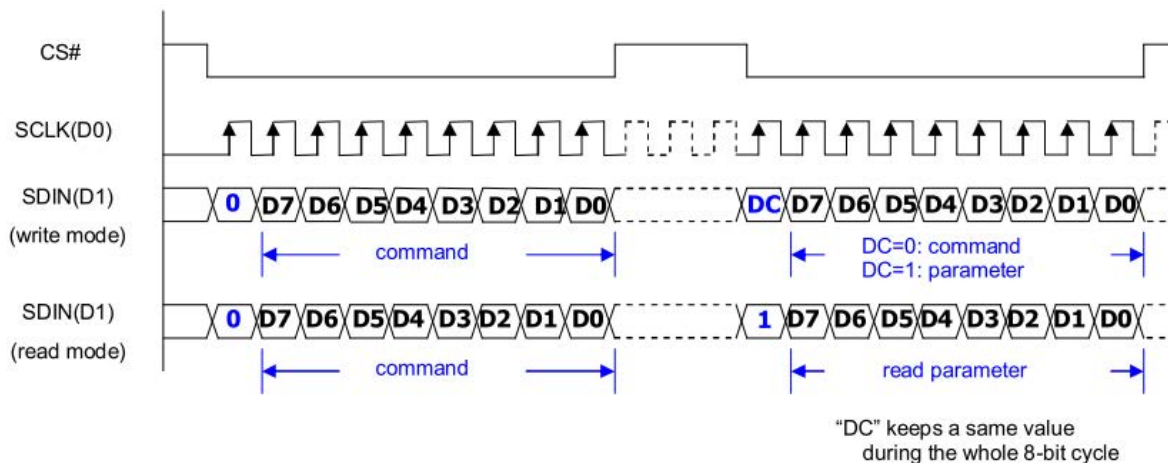 CS#
SCLK(D0)
SDIN(D1) 0 D7 D6 D5 D4 D3 D2 D1 D0 DC D7 D6 D5 D4 D3 D2 D1 D0
(write mode) command DC=0: command
DC=1: parameter
SDIN(D1) 0 D7 D6 D5 D4 D3 D2 D1 D0 1 D7 D6 D5 D4 D3 D2 D1 D0
(read mode) command read parameter
“DC” keeps a same value
during the whole 8-bit cycle